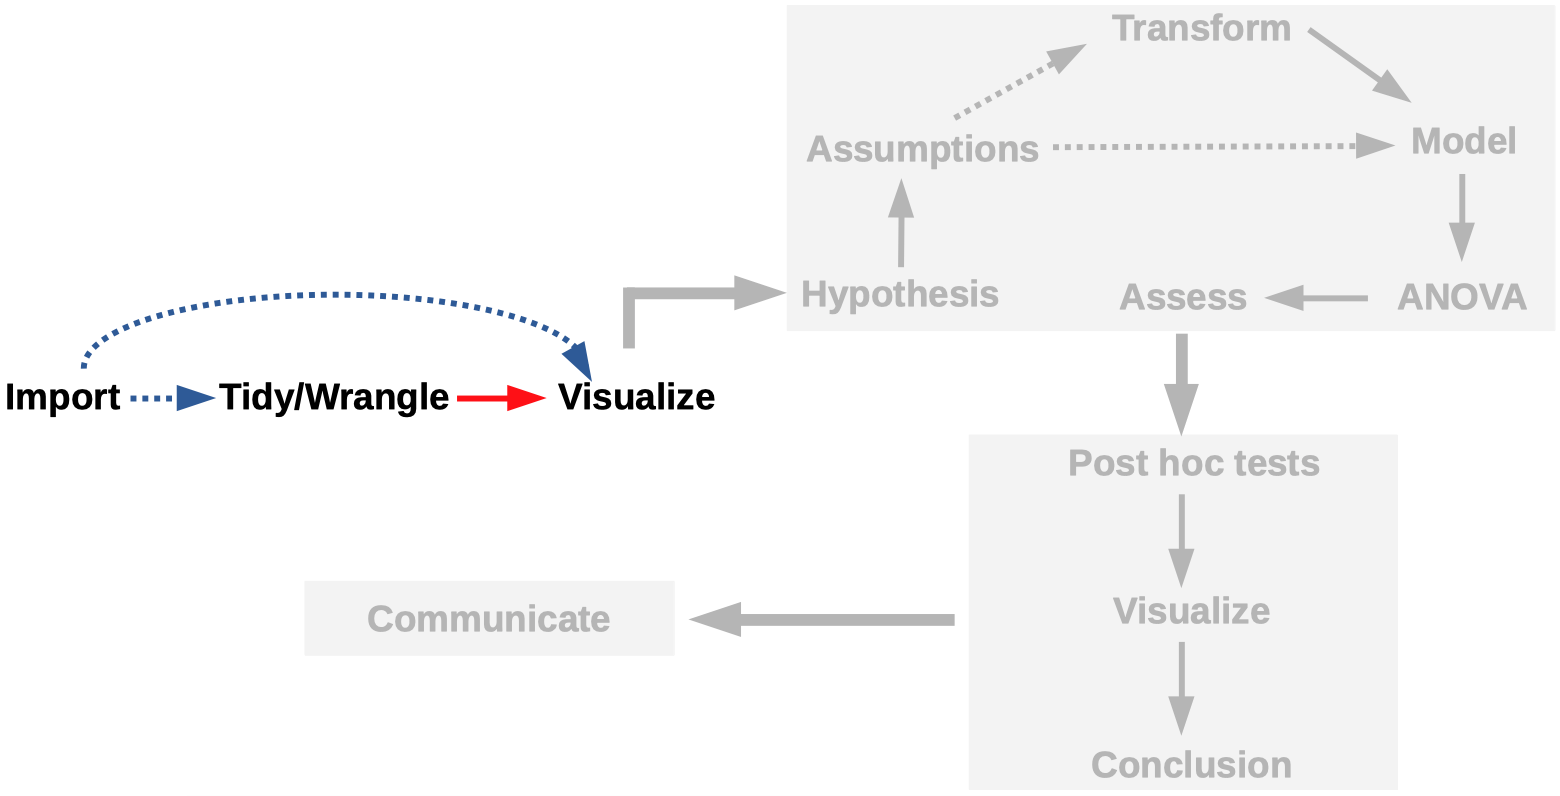 Transform
Assumptions
Model
Hypothesis
Assess
ANOVA
Import
Tidy/Wrangle
Visualize
Post hoc tests
Visualize
Communicate
Conclusion